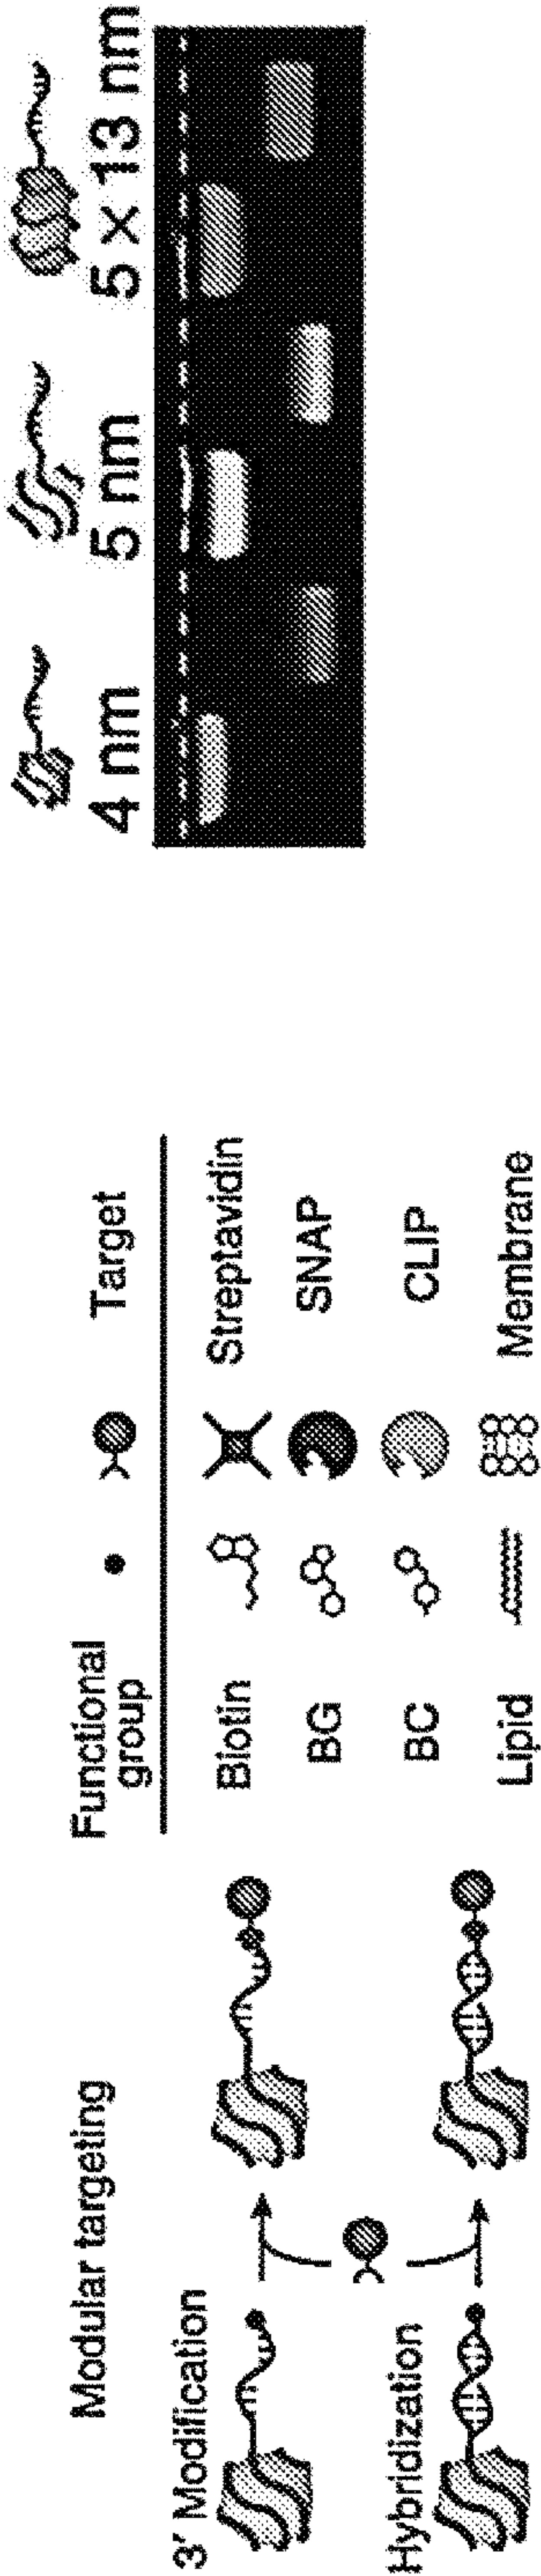 Modular targeting
3′ Modification
Hybridization
Functional
group
Target
Biotin
Streptavidin
BG
SNAP
BC
CLIP
Lipid
Membrane
4 nm
5 nm
5 × 13 nm